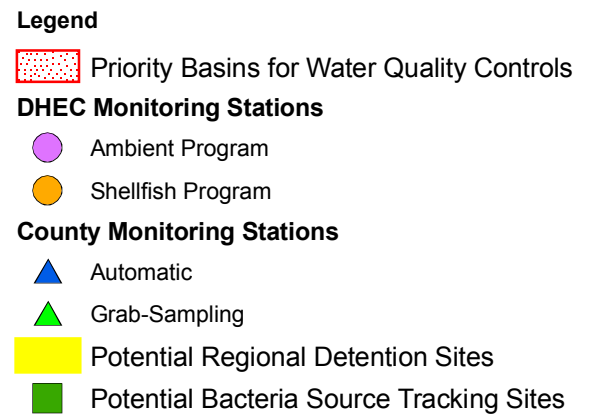 Legend
Priority Basins for Water Quality Controls
DHEC Monitoring Stations
Ambient Program
Shellfish Program
County Monitoring Stations
Automatic
Grab-Sampling
Potential Regional Detention Sites
Potential Bacteria Source Tracking Sites